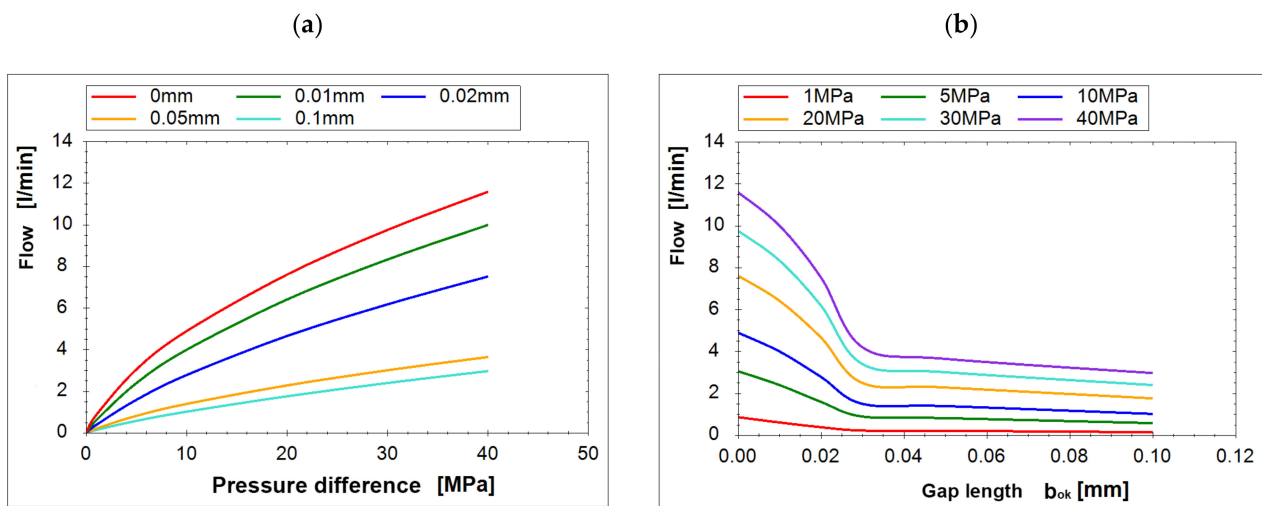 (a)
0mm 0.01mm 0.02mm
0.05mm 0.1mm
14
12
10
8
6
4
2
0
Flow [l/min]
0 10 20 30 40 50
Pressure difference [MPa]
(b)
1MPa 5MPa 10MPa
20MPa 30MPa 40MPa
14
12
10
8
6
4
2
0
Flow [l/min]
0.00 0.02 0.04 0.06 0.08 0.10 0.12
Gap length bok [mm]